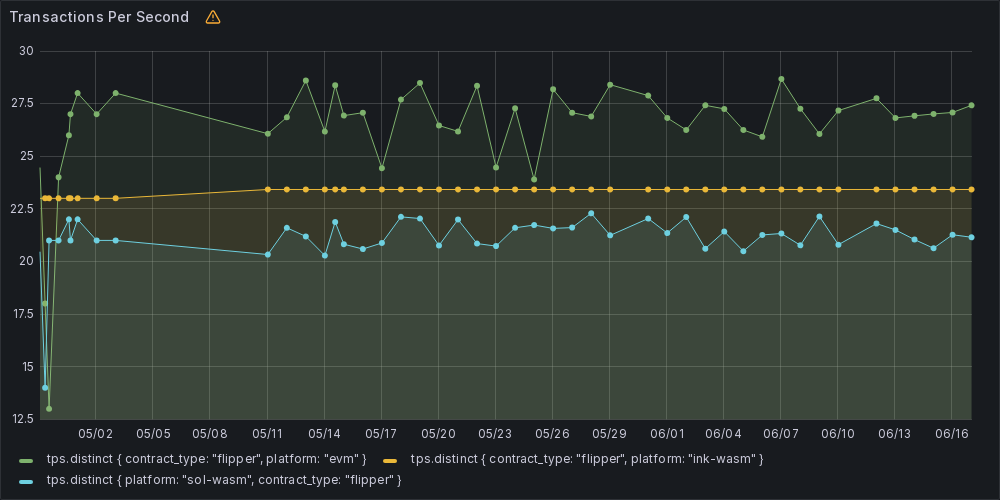 Transactions Per Second
30
27.5
25
22.5
20
17.5
15
12.5
05/02 05/05 05/08 05/11 05/14 05/17 05/20 05/23 05/26 05/29 06/01 06/04 06/07 06/10 06/13 06/16
tps.distinct { contract_type: "flipper", platform: "evm" } tps.distinct { contract_type: "flipper", platform: "ink-wasm" }
tps.distinct { platform: "sol-wasm", contract_type: "flipper" }